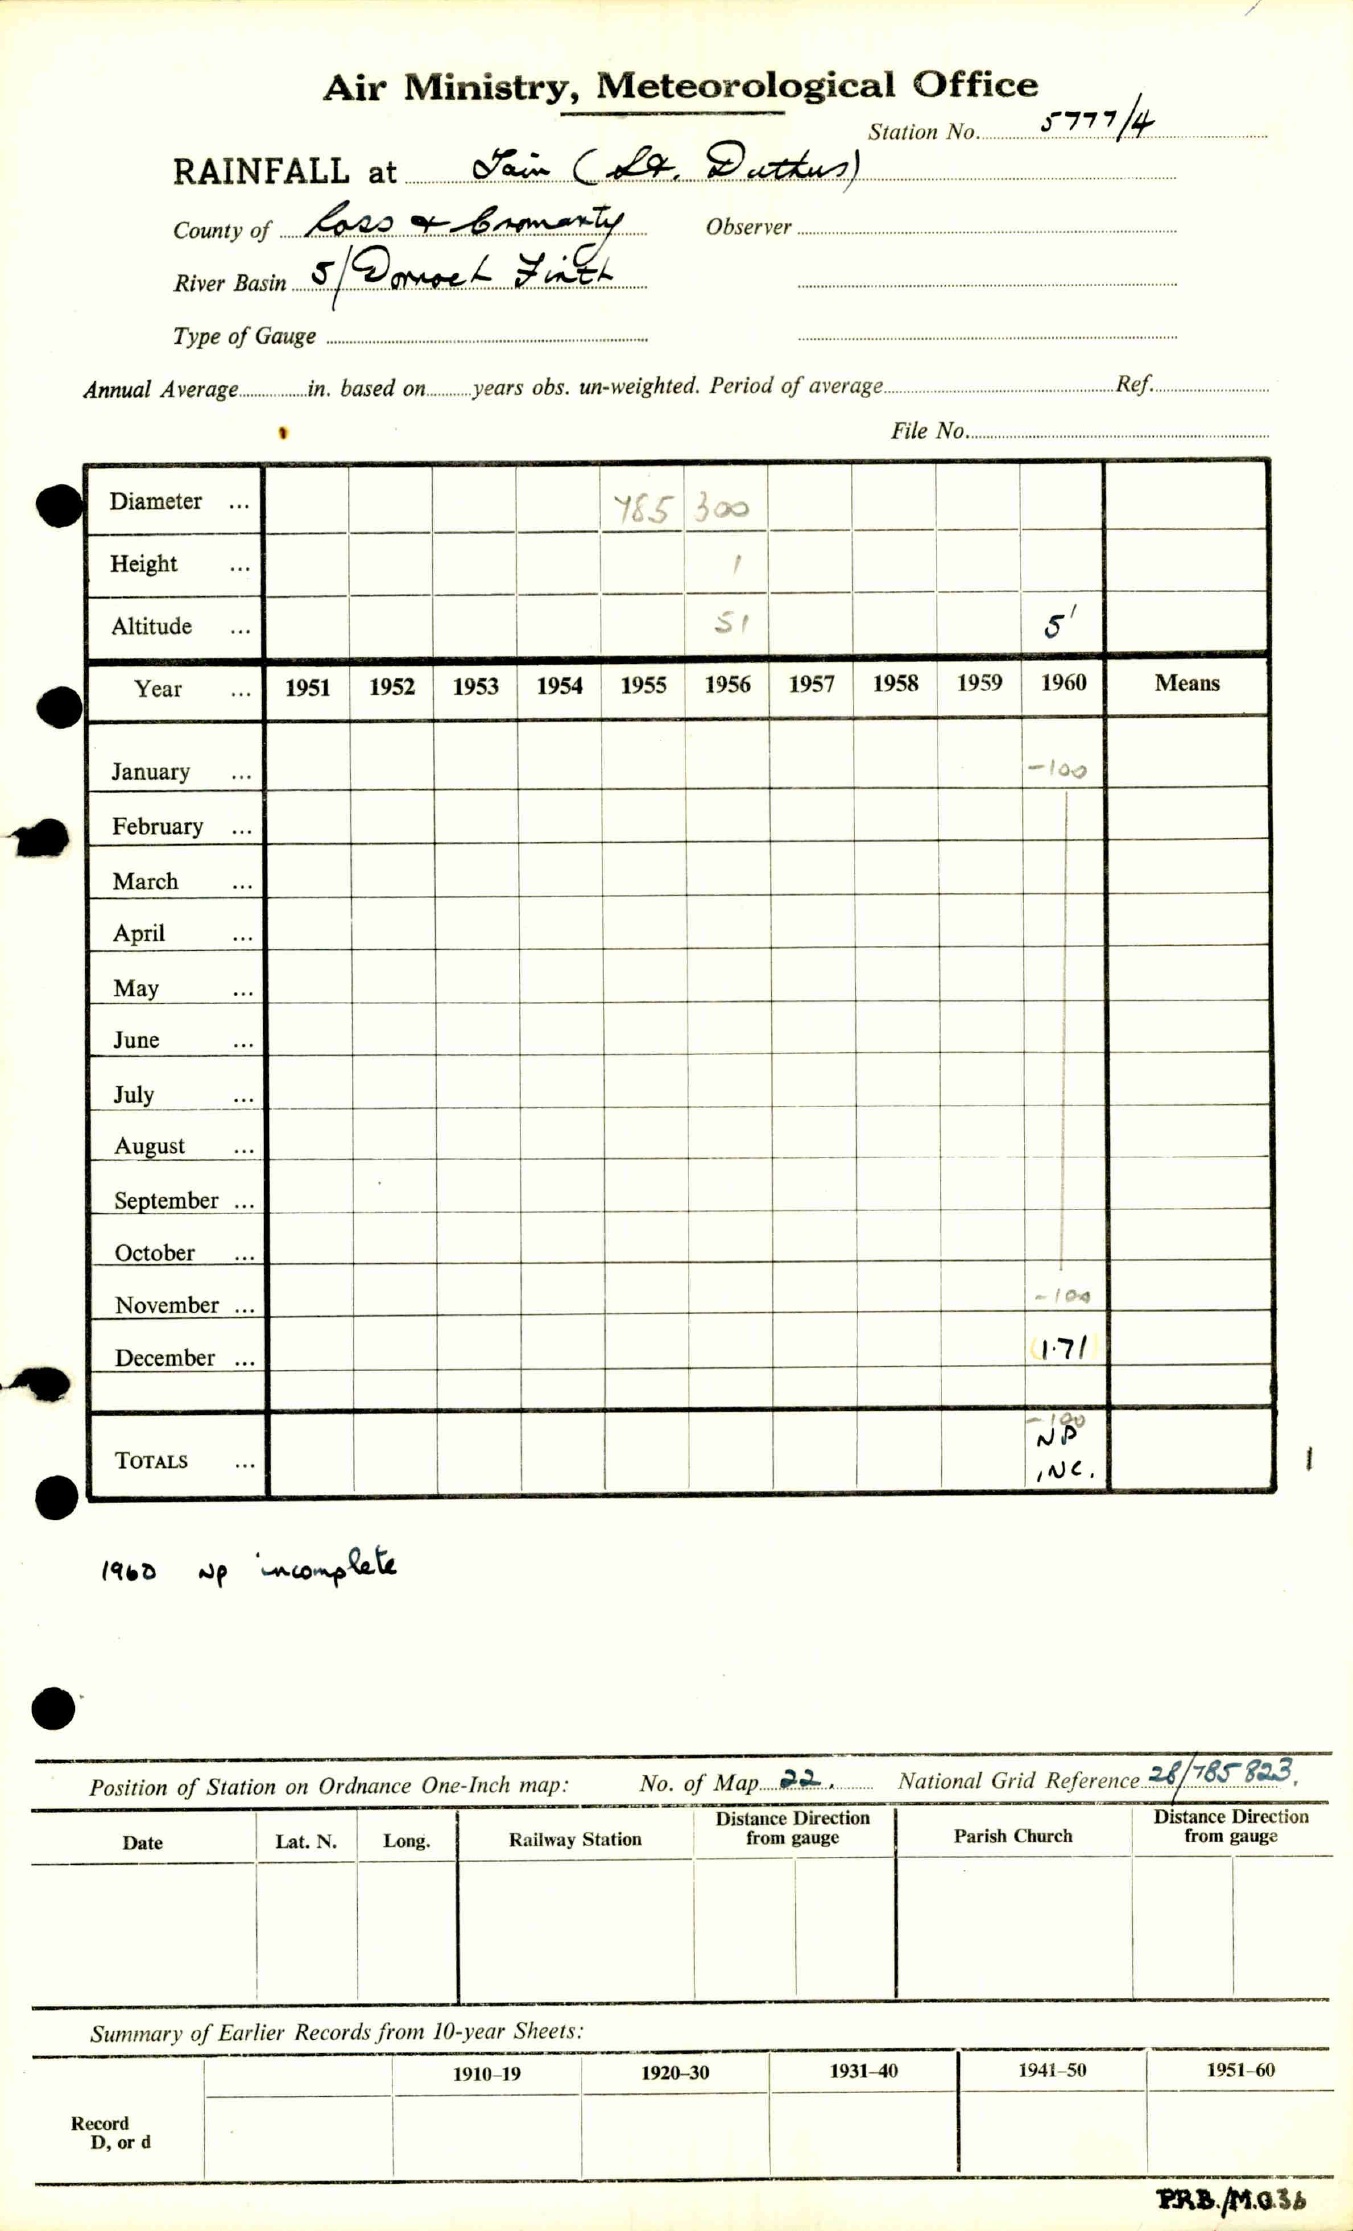 Air Ministry, Meteorological Office
Station No. 5777/4
RAINFALL at Tain (St. Duthus)
County of Ross & Cromarty Observer
River Basin 5/Dornoch Firth
Type of Gauge
Annual Average in. based on years obs. un-weighted. Period of average Ref.
File No.
Diameter ... 785 300
Height ... 1
Altitude ... 51 5'
Year ... 1951 1952 1953 1954 1955 1956 1957 1958 1959 1960 Means
January ... -100
February ...
March ...
April ...
May ...
June ...
July ...
August ...
September ...
October ...
November ... -100
December ... (1.71)
-100
NP
TOTALS ... INC.
1
1960 NP incomplete
Position of Station on Ordnance One-Inch map: No. of Map 22. National Grid Reference 28/785823.
Date Lat. N. Long. Railway Station Distance Direction from gauge Parish Church Distance Direction from gauge
Summary of Earlier Records from 10-year Sheets:
1910–19 1920–30 1931–40 1941–50 1951–60
Record
D, or d
P.R.B./M.O.3b